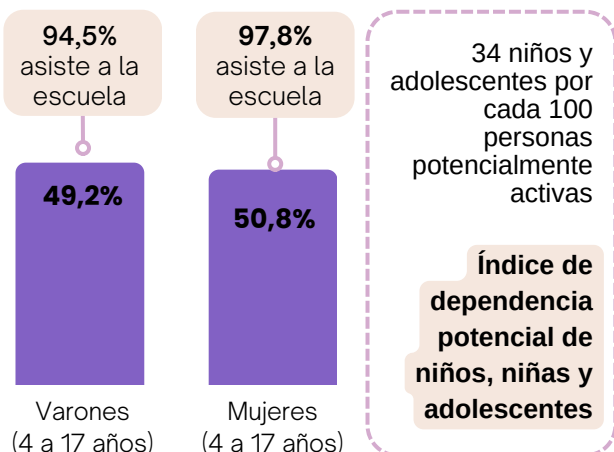 94,5%
asiste a la
escuela
97,8%
asiste a la
escuela
49,2%
50,8%
Varones
(4 a 17 años)
Mujeres
(4 a 17 años)
34 niños y
adolescentes por
cada 100
personas
potencialmente
activas
Índice de
dependencia
potencial de
niños, niñas y
adolescentes